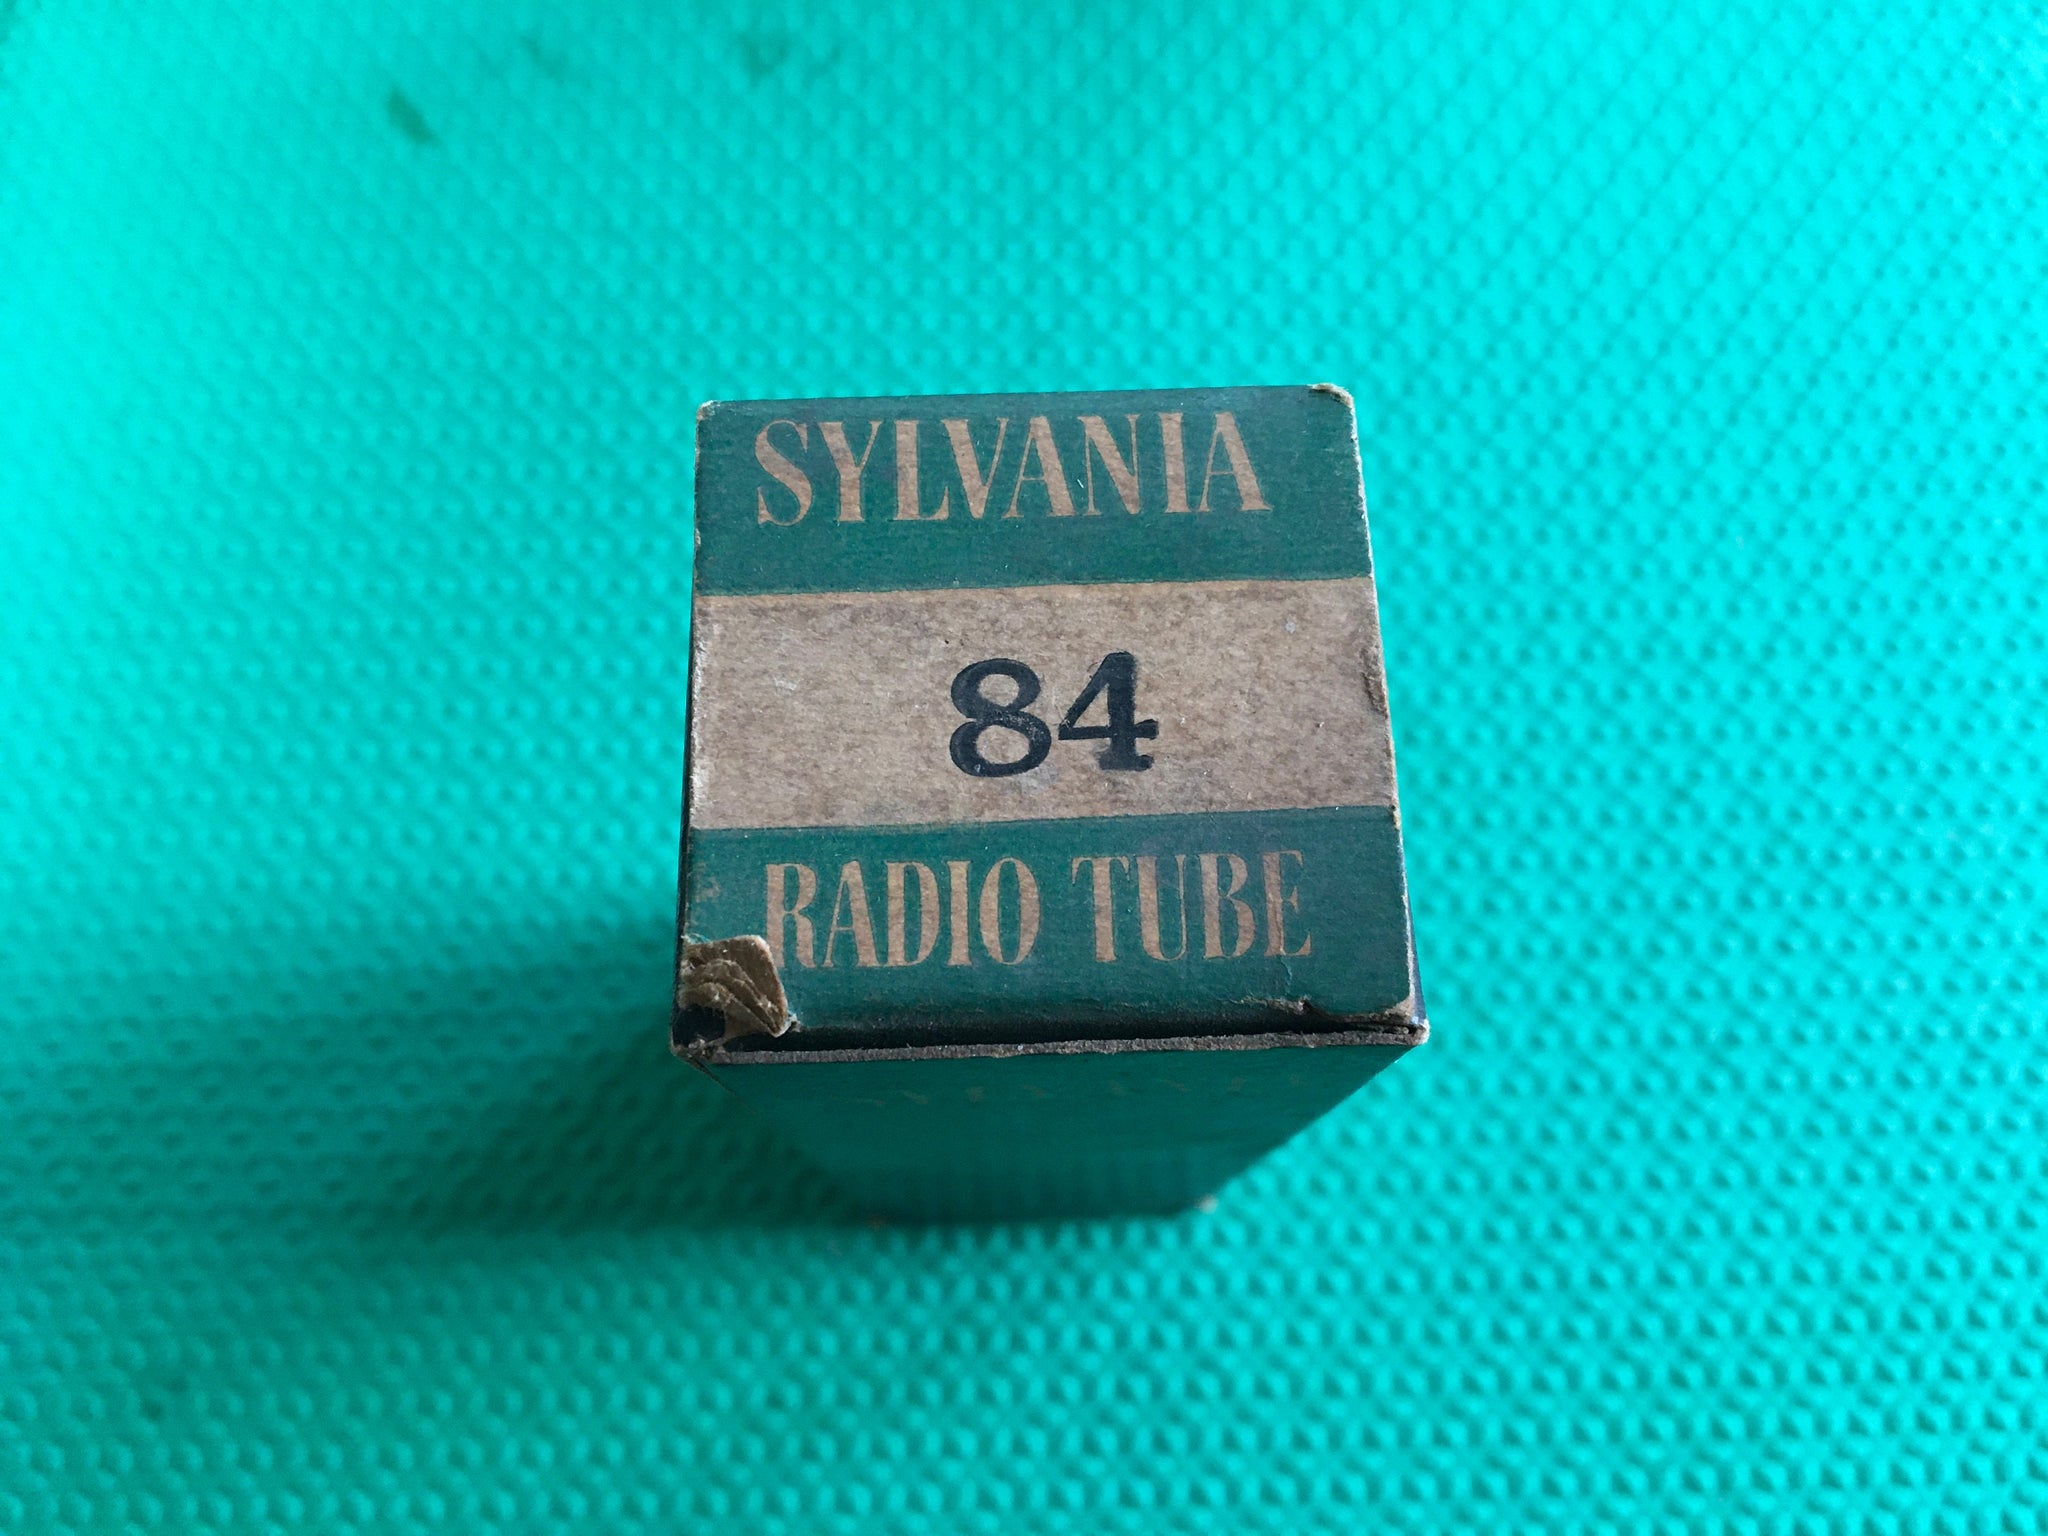 SYLVANIA
84
RADIO TUBE